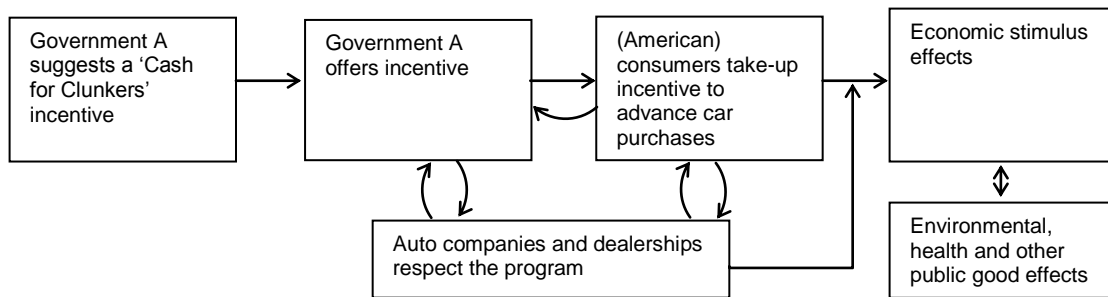 Government A
suggests a ‘Cash
for Clunkers’
incentive
Government A
offers incentive
(American)
consumers take-up
incentive to
advance car
purchases
Economic stimulus
effects
Auto companies and dealerships
respect the program
Environmental,
health and other
public good effects